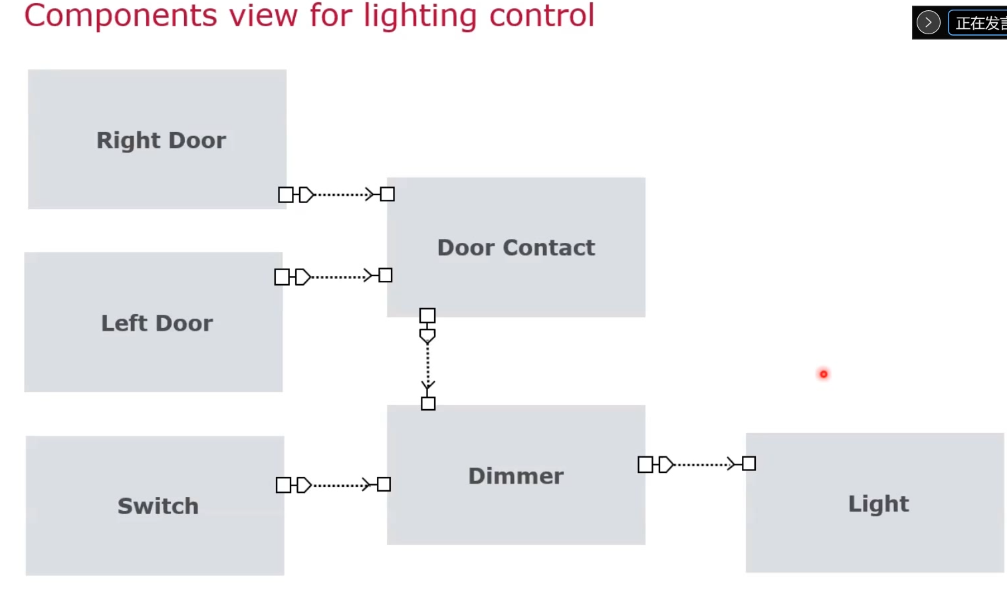 Components view for lighting control
正在发言
Right Door
Door Contact
Left Door
Dimmer
Switch
Light